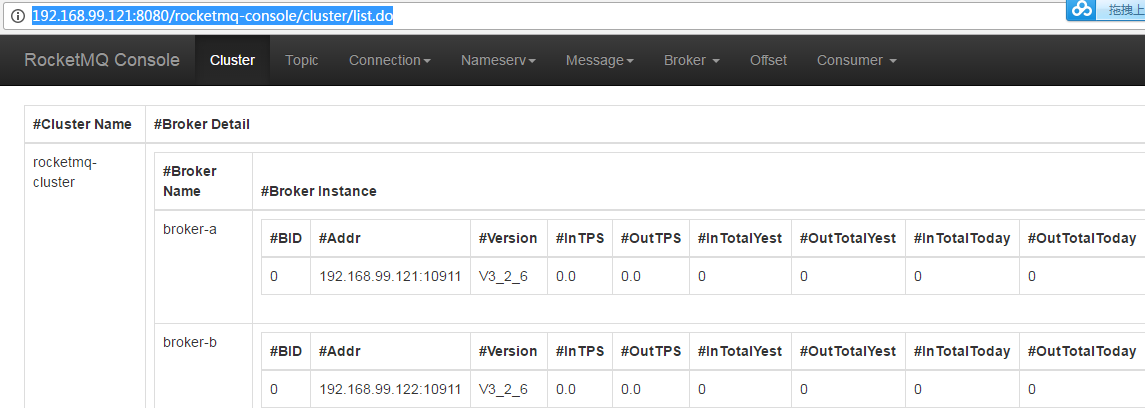 192.168.99.121:8080/rocketmq-console/cluster/list.do
拖拽上
RocketMQ Console Cluster Topic Connection Nameserv Message Broker Offset Consumer
#Cluster Name #Broker Detail
rocketmq-
cluster
#Broker
Name
#Broker Instance
broker-a
#BID #Addr #Version #InTPS #OutTPS #InTotalYest #OutTotalYest #InTotalToday #OutTotalToday
0 192.168.99.121:10911 V3_2_6 0.0 0.0 0 0 0 0
broker-b
#BID #Addr #Version #InTPS #OutTPS #InTotalYest #OutTotalYest #InTotalToday #OutTotalToday
0 192.168.99.122:10911 V3_2_6 0.0 0.0 0 0 0 0